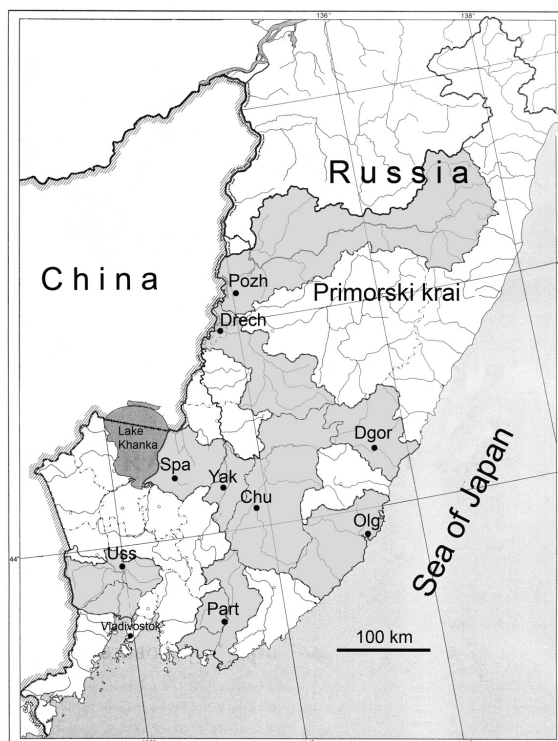 136°
138°
Russia
China
Pozh
Primorski krai
Drech
Lake
Khanka
Dgor
Spa
Yak
Chu
Olg
Sea of Japan
44°
Uss
Part
Vladivostok
100 km